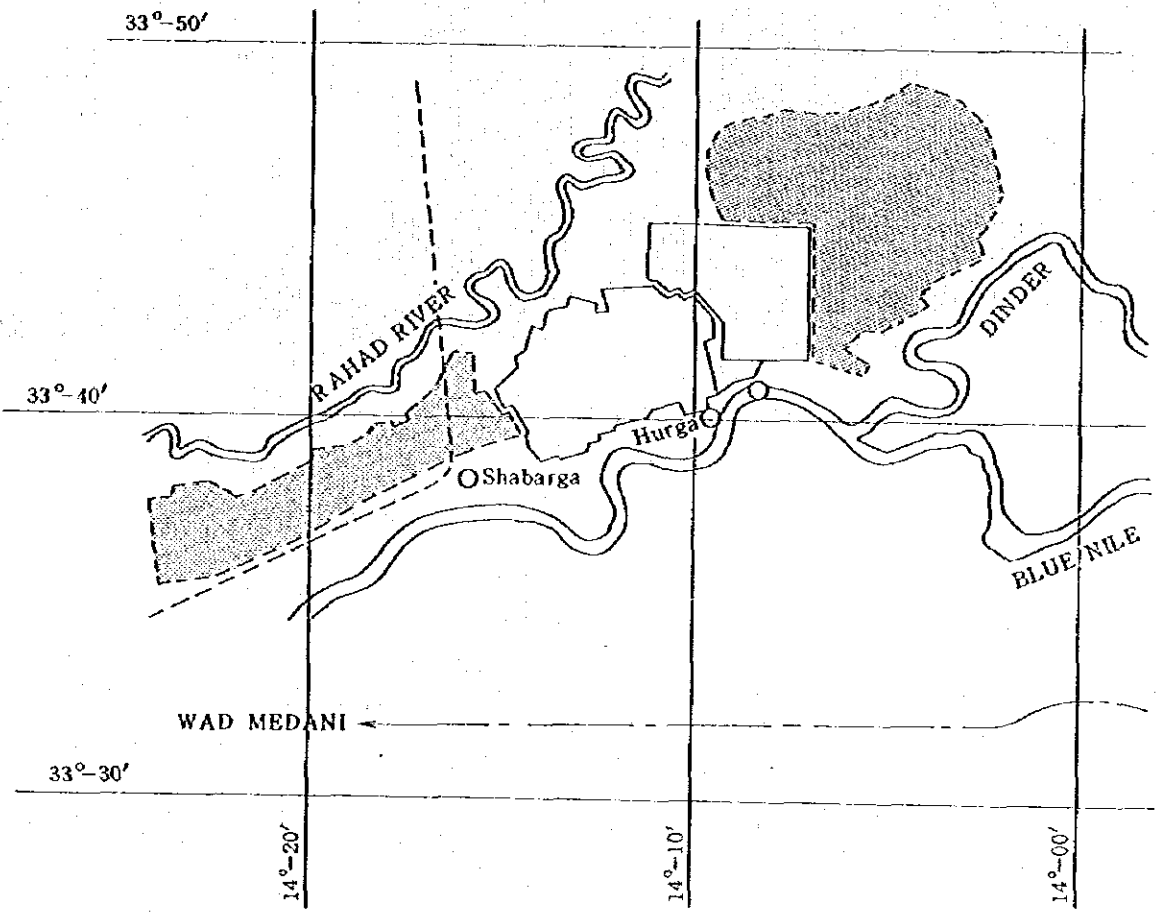 33°-50′
RAHAD RIVER
DINDER
33°-40′
Hurga
Shabarga
BLUE NILE
WAD MEDANI
33°-30′
14°-20′
14°-10′
14°-00′